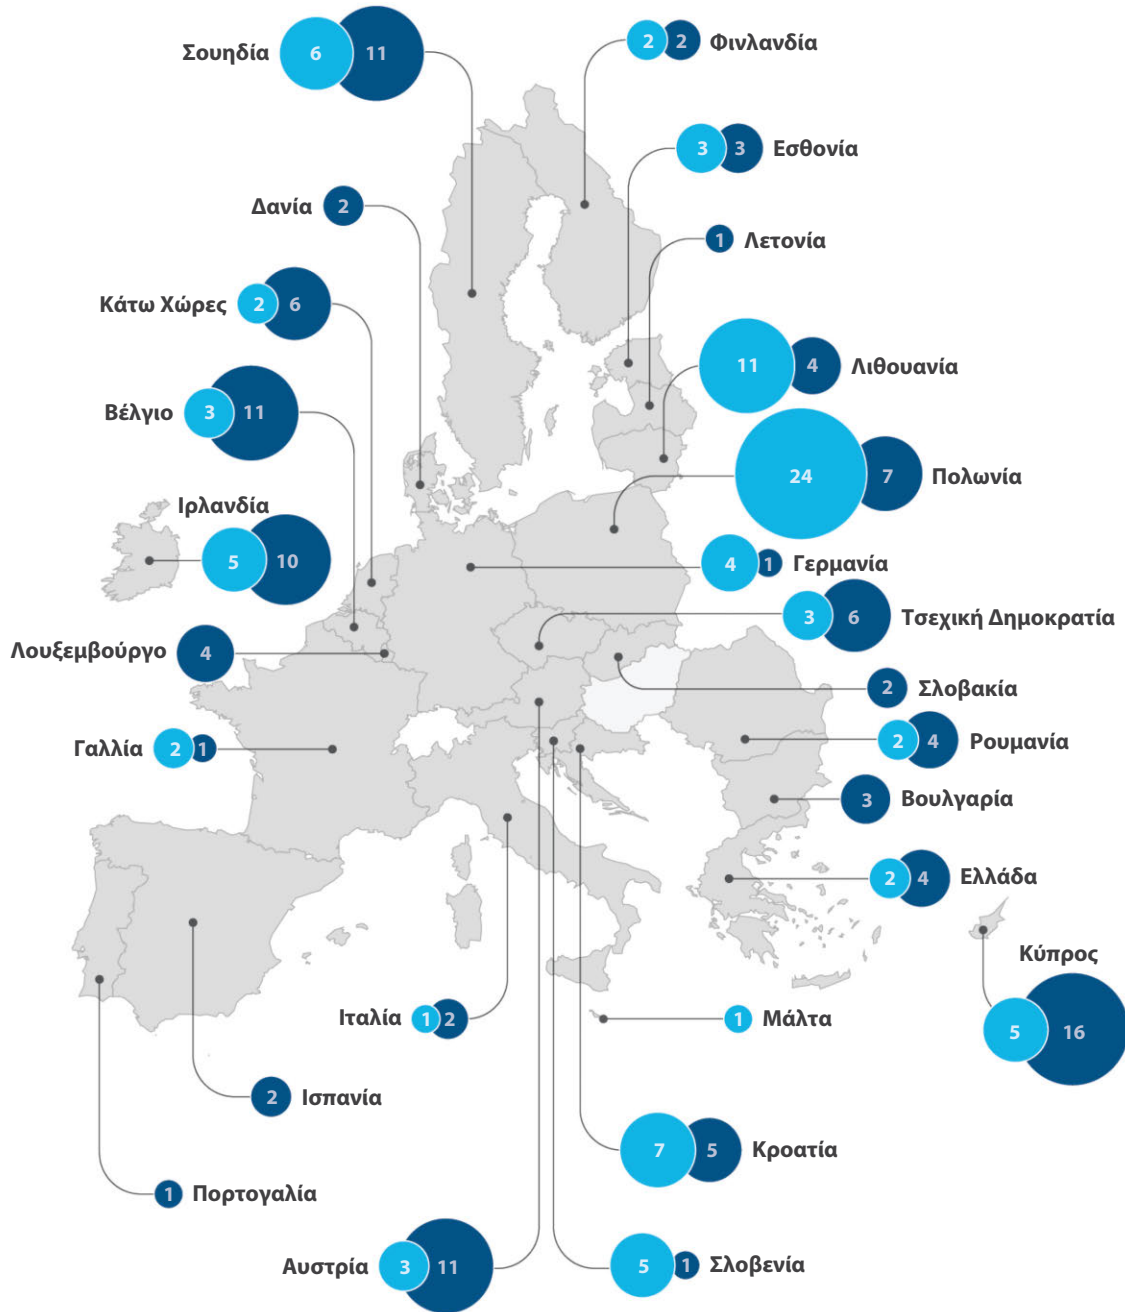 Σουηδία 6 11
2 2 Φινλανδία
3 3 Εσθονία
Δανία 2
1 Λετονία
Κάτω Χώρες 2 6
11 4 Λιθουανία
Βέλγιο 3 11
24 7 Πολωνία
Ιρλανδία
5 10
4 1 Γερμανία
3 6 Τσεχική Δημοκρατία
Λουξεμβούργο 4
2 Σλοβακία
Γαλλία 2 1
2 4 Ρουμανία
3 Βουλγαρία
2 4 Ελλάδα
Κύπρος
5 16
Ιταλία 1 2
1 Μάλτα
2 Ισπανία
7 5 Κροατία
1 Πορτογαλία
Αυστρία 3 11
5 1 Σλοβενία